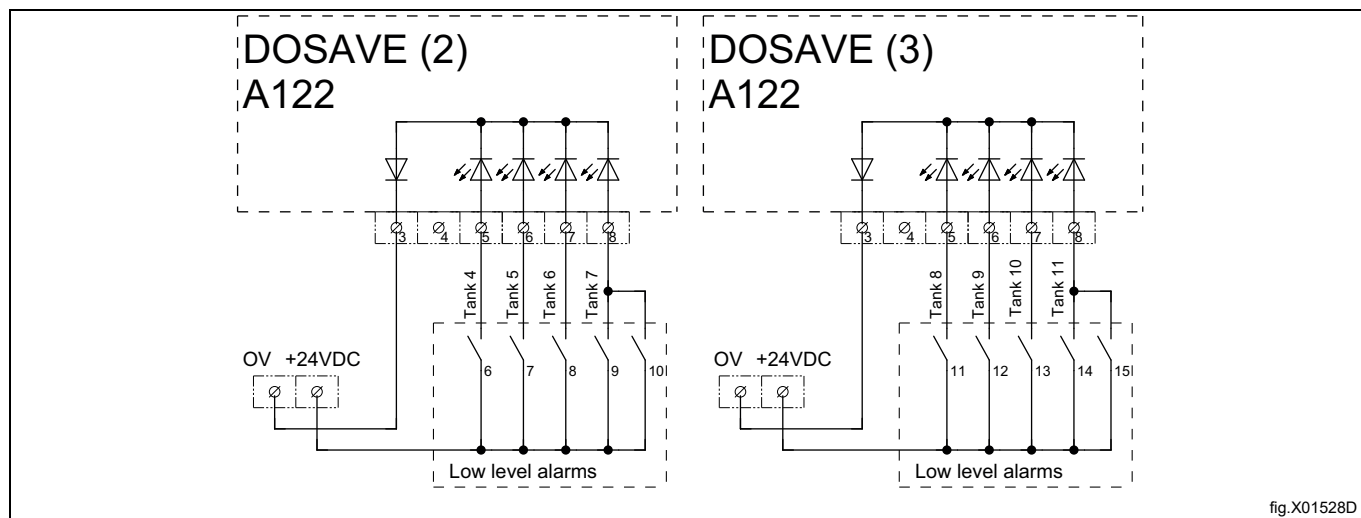 DOSAVE (2)
A122
3 4 5 6 7 8
Tank 4
Tank 5
Tank 6
Tank 7
OV +24VDC
6 7 8 9 10
Low level alarms
DOSAVE (3)
A122
3 4 5 6 7 8
Tank 8
Tank 9
Tank 10
Tank 11
OV +24VDC
11 12 13 14 15
Low level alarms
fig.X01528D